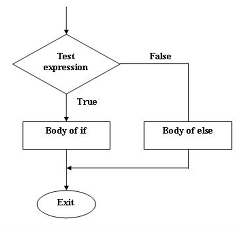 Test
expression
False
True
Body of if
Body of else
Exit